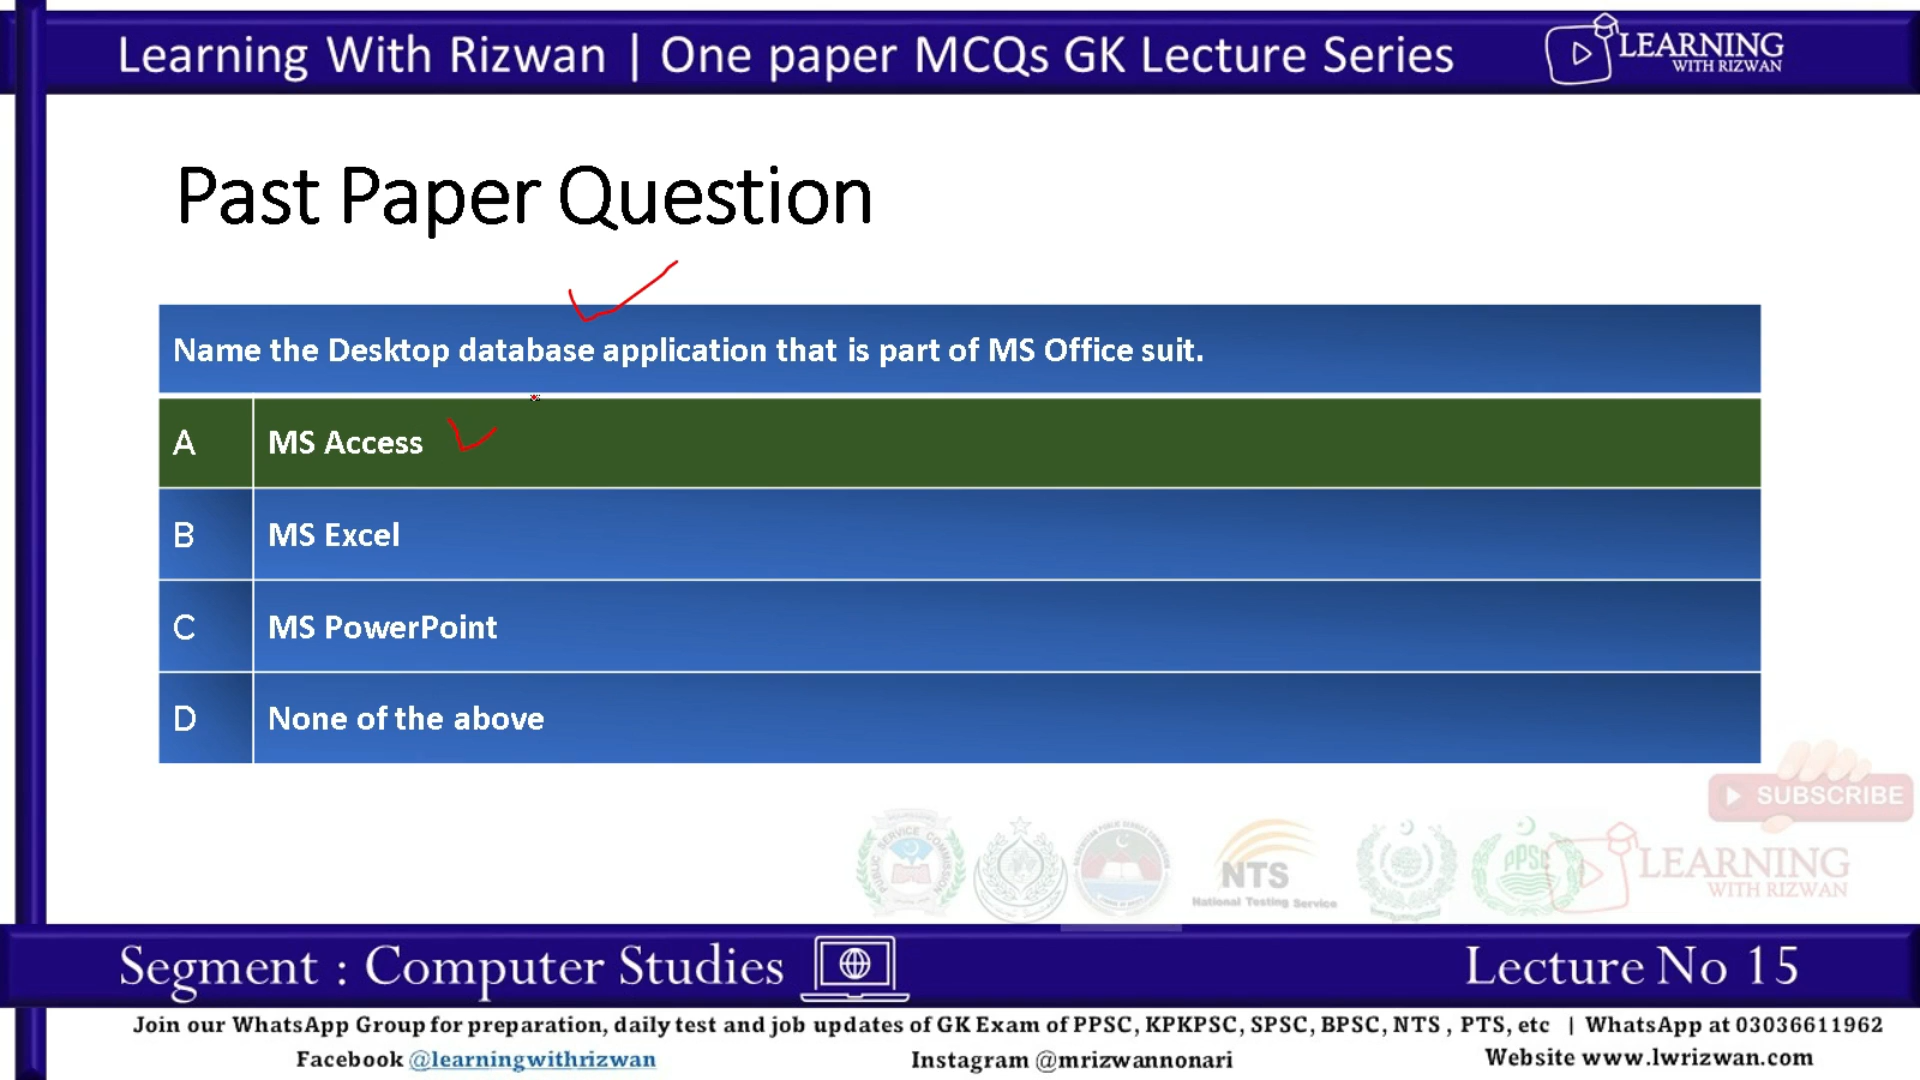 Learning With Rizwan | One paper MCQs GK Lecture Series
LEARNING
WITH RIZWAN
Past Paper Question
Name the Desktop database application that is part of MS Office suit.
A MS Access
B MS Excel
C MS PowerPoint
D None of the above
SUBSCRIBE
PUBLIC SERVICE COMMISSION
NTS
National Testing Service
PPSC
LEARNING
WITH RIZWAN
Segment : Computer Studies
Lecture No 15
Join our WhatsApp Group for preparation, daily test and job updates of GK Exam of PPSC, KPKPSC, SPSC, BPSC, NTS , PTS, etc | WhatsApp at 03036611962
Facebook @learningwithrizwan Instagram @mrizwannonari Website www.lwrizwan.com